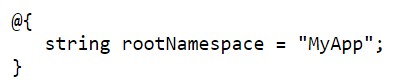 @{
   string rootNamespace = "MyApp";
}